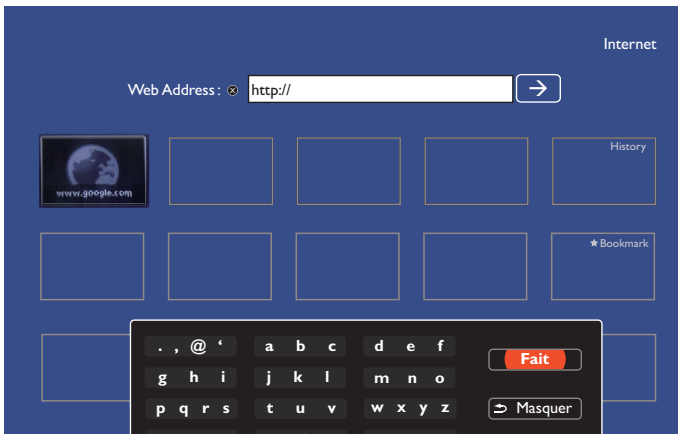 Internet
Web Address : http://
www.google.com
History
★ Bookmark
. , @ ‘ a b c d e f
Fait
g h i j k l m n o
p q r s t u v w x y z
Masquer